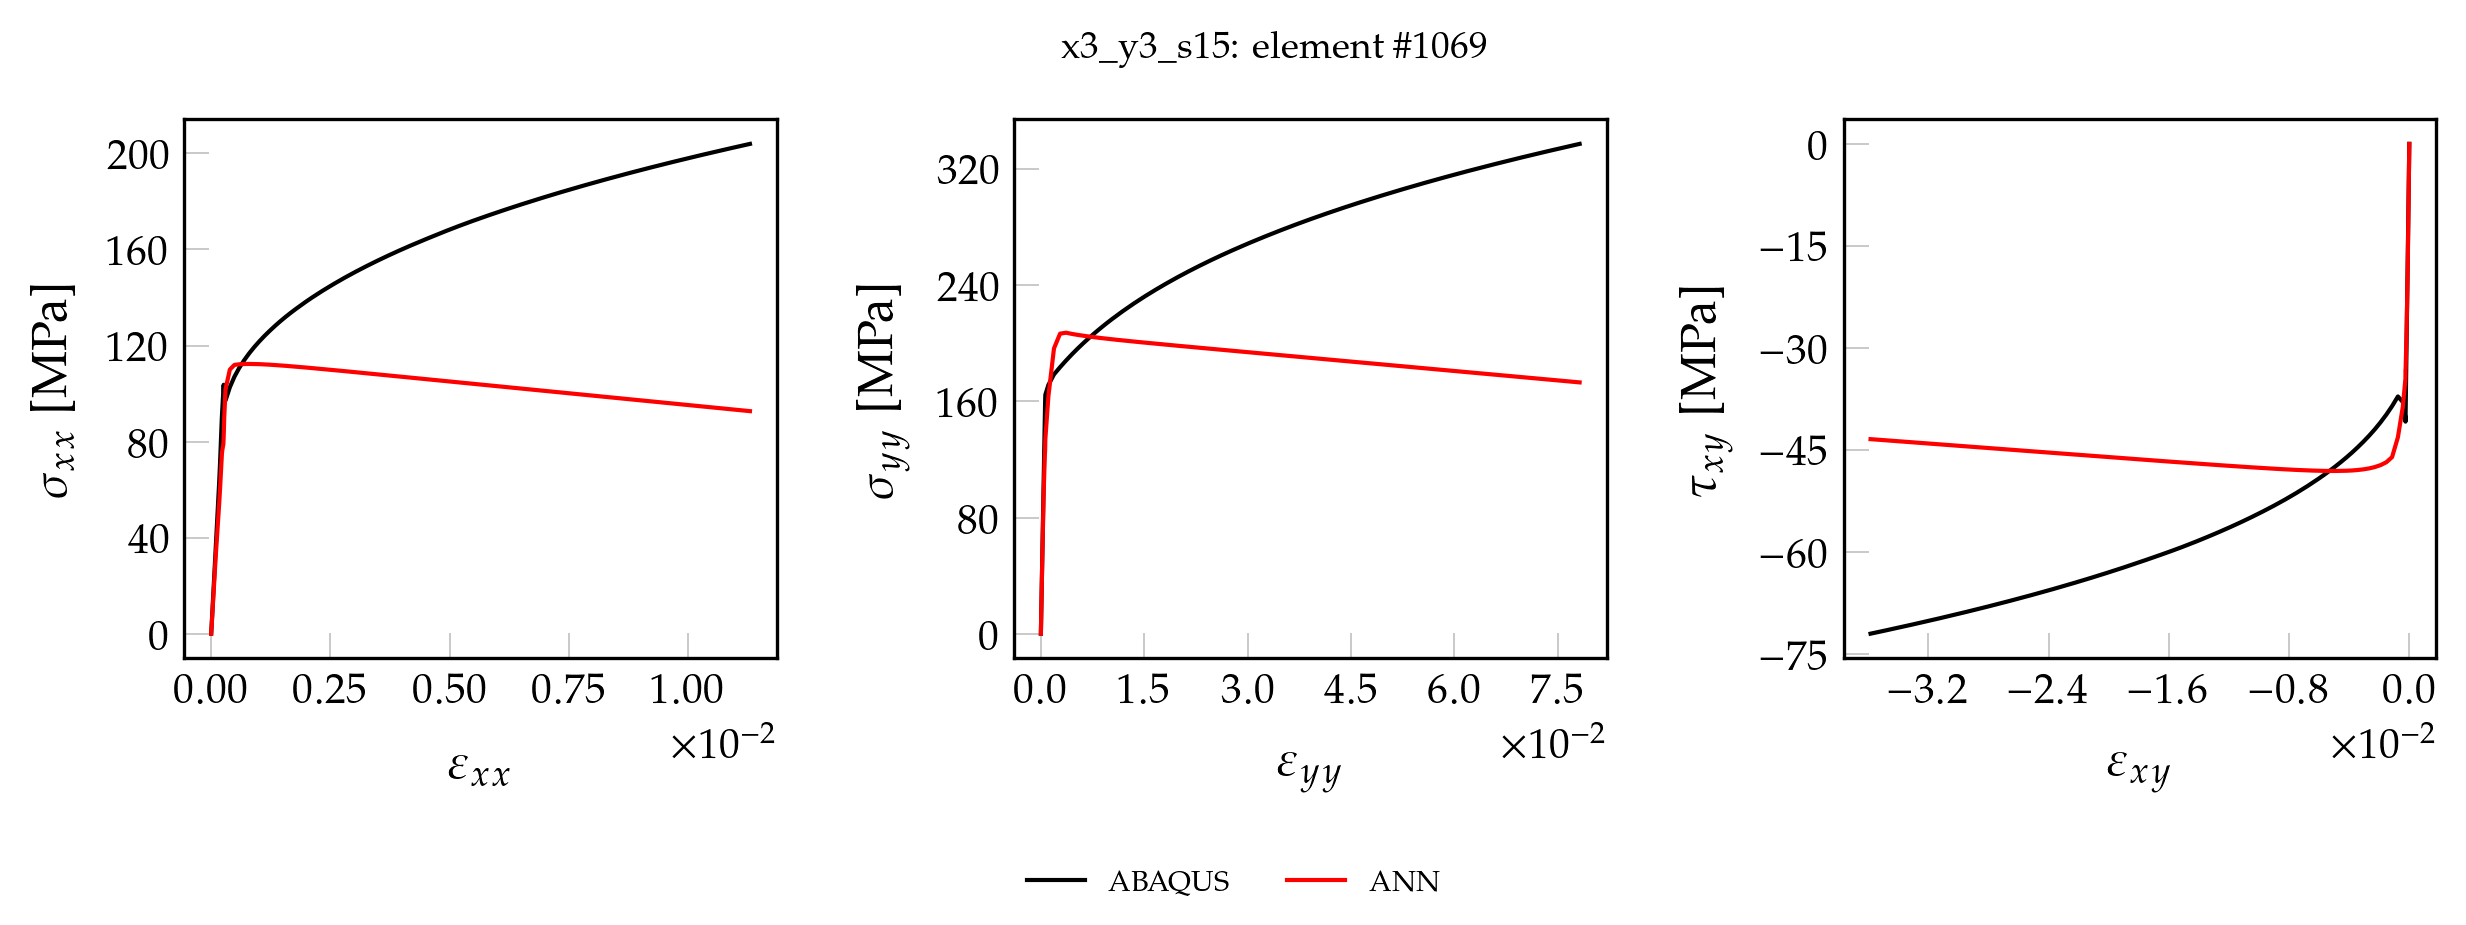 x3_y3_s15: element #1069
σxx [MPa]
200
160
120
80
40
0
0.00 0.25 0.50 0.75 1.00
×10−2
εxx
σyy [MPa]
320
240
160
80
0
0.0 1.5 3.0 4.5 6.0 7.5
×10−2
εyy
τxy [MPa]
0
−15
−30
−45
−60
−75
−3.2 −2.4 −1.6 −0.8 0.0
×10−2
εxy
ABAQUS ANN